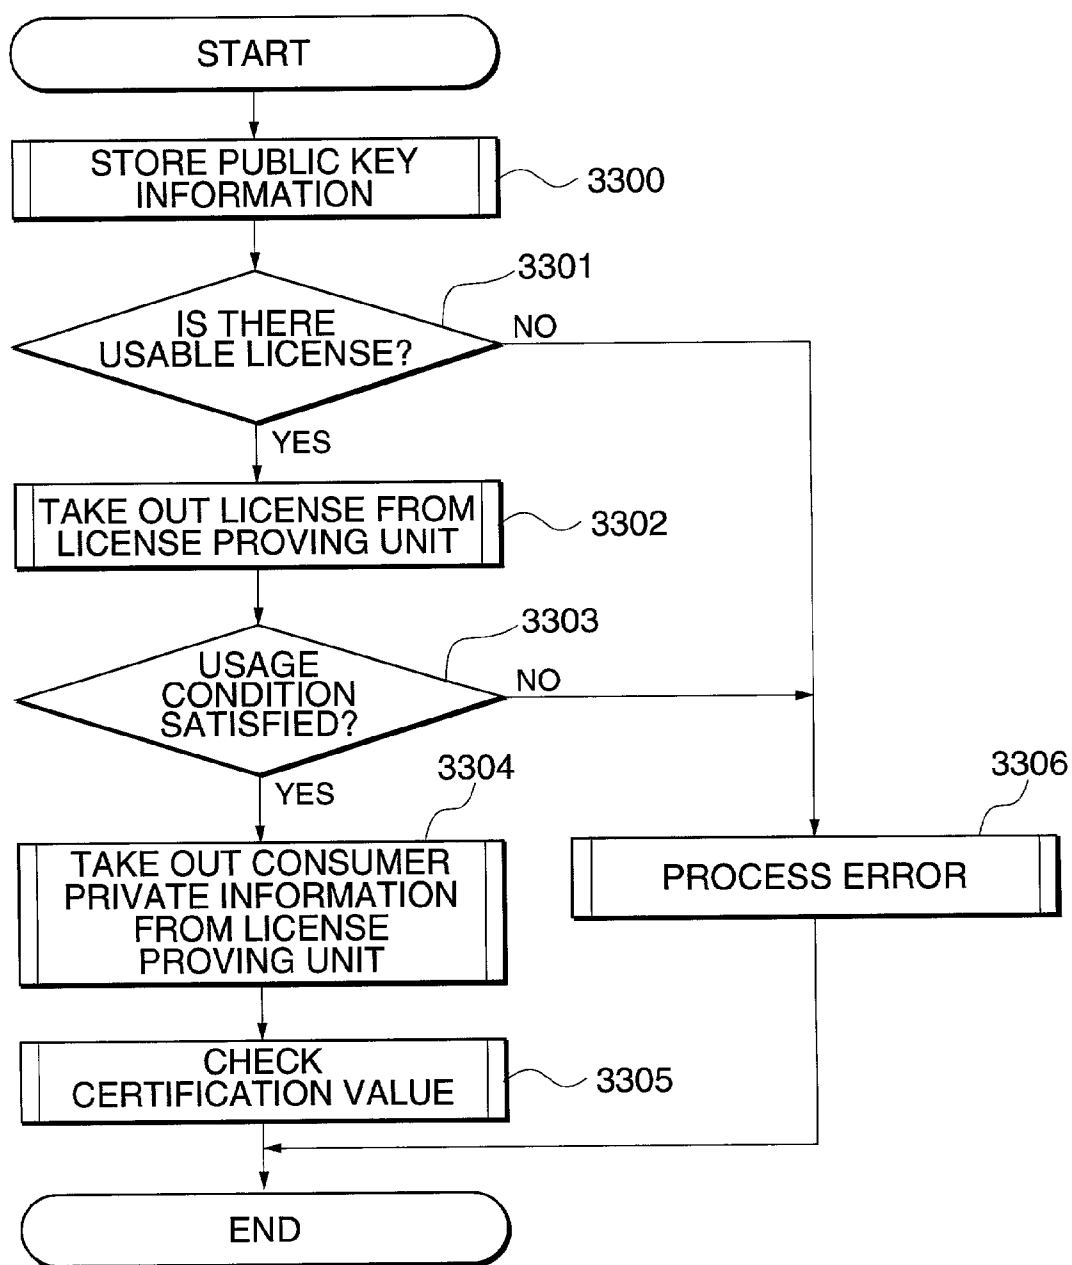 START
STORE PUBLIC KEY
INFORMATION
3300
3301
IS THERE
USABLE LICENSE?
NO
YES
TAKE OUT LICENSE FROM
LICENSE PROVING UNIT
3302
3303
USAGE
CONDITION
SATISFIED?
NO
YES
3304
3306
TAKE OUT CONSUMER
PRIVATE INFORMATION
FROM LICENSE
PROVING UNIT
PROCESS ERROR
CHECK
CERTIFICATION VALUE
3305
END